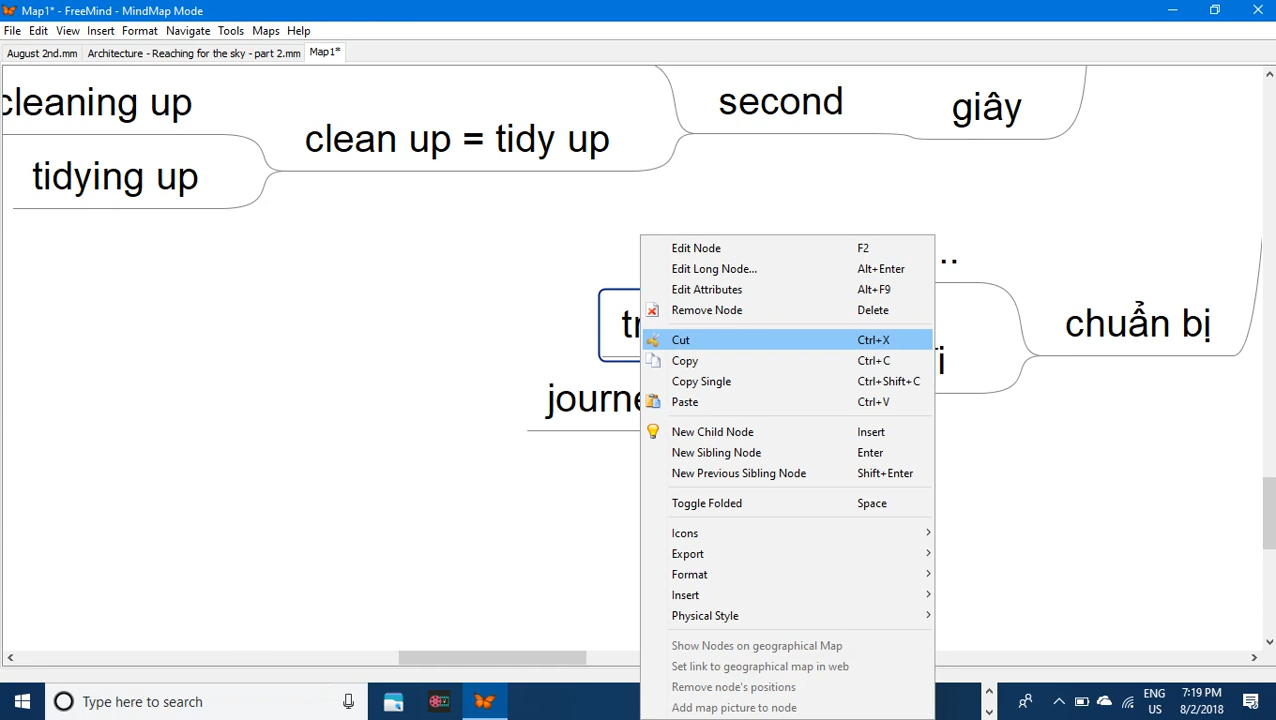 Map1* - FreeMind - MindMap Mode
File Edit View Insert Format Navigate Tools Maps Help
August 2nd.mm Architecture - Reaching for the sky - part 2.mm Map1*
cleaning up
clean up = tidy up
second
giây
tidying up
..
chuẩn bị
journe
Edit Node F2
Edit Long Node... Alt+Enter
Edit Attributes Alt+F9
Remove Node Delete
Cut Ctrl+X
Copy Ctrl+C
Copy Single Ctrl+Shift+C
Paste Ctrl+V
New Child Node Insert
New Sibling Node Enter
New Previous Sibling Node Shift+Enter
Toggle Folded Space
Icons
Export
Format
Insert
Physical Style
Show Nodes on geographical Map
Set link to geographical map in web
Remove node's positions
Add map picture to node
Type here to search
ENG
US
7:19 PM
8/2/2018